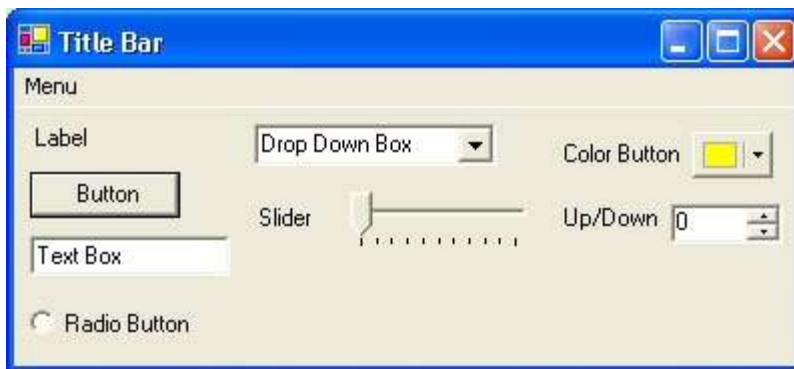 Title Bar
Menu
Label
Drop Down Box
Color Button
Button
Slider
Up/Down 0
Text Box
Radio Button